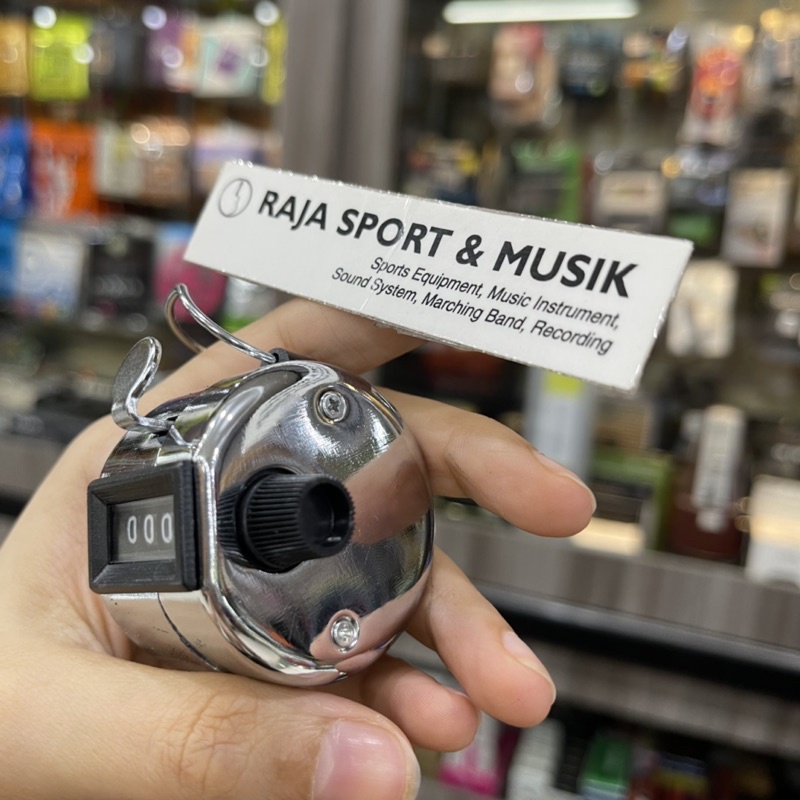 RAJA SPORT & MUSIK
Sports Equipment, Music Instrument,
Sound System, Marching Band, Recording
000